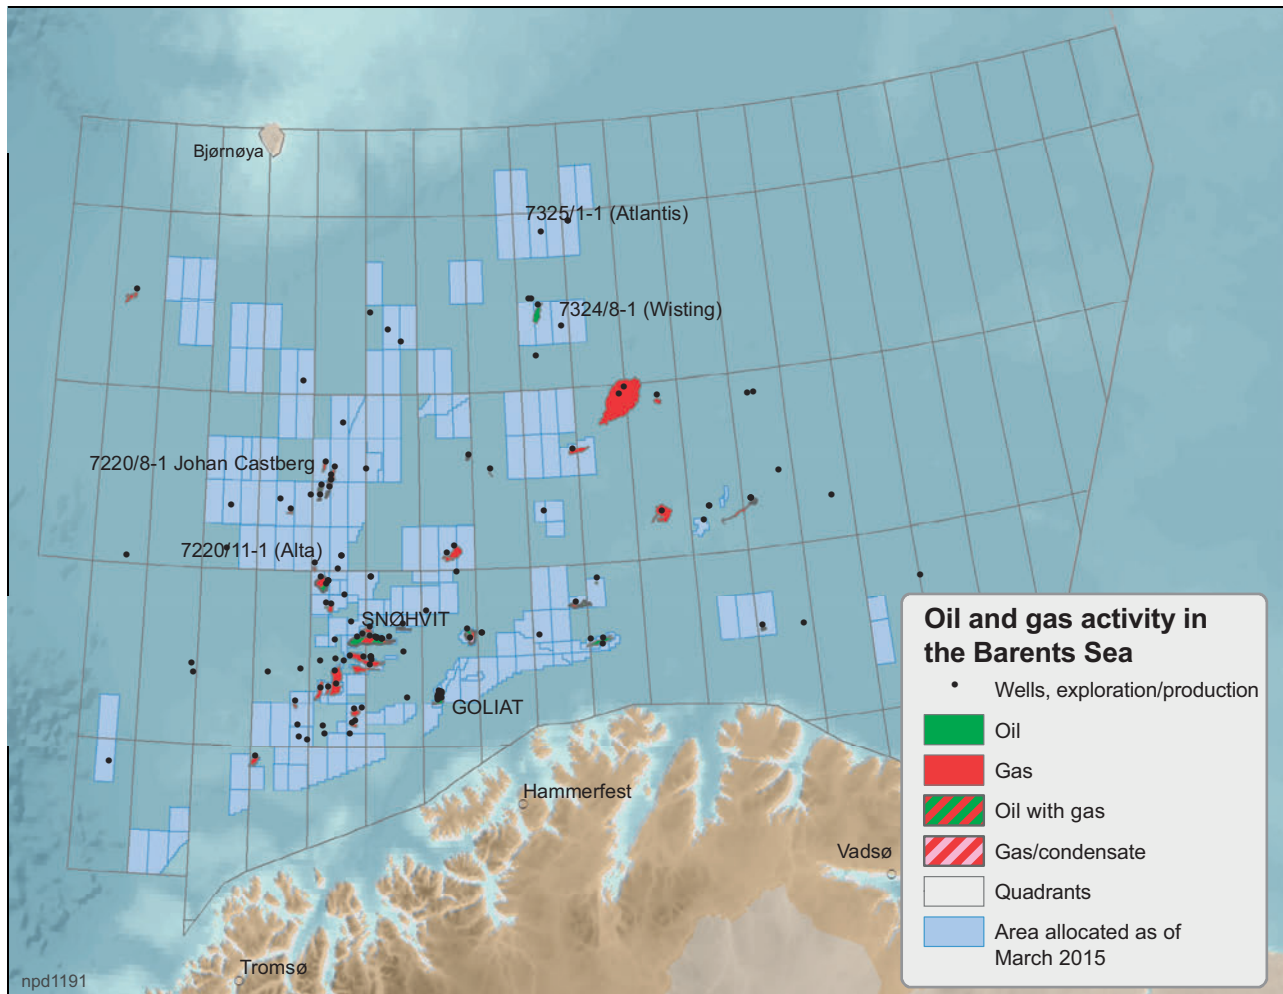 Bjørnøya
7325/1-1 (Atlantis)
7324/8-1 (Wisting)
7220/8-1 Johan Castberg
7220/11-1 (Alta)
SNØHVIT
GOLIAT
Hammerfest
Vadsø
Tromsø
npd1191
Oil and gas activity in
the Barents Sea
Wells, exploration/production
Oil
Gas
Oil with gas
Gas/condensate
Quadrants
Area allocated as of
March 2015